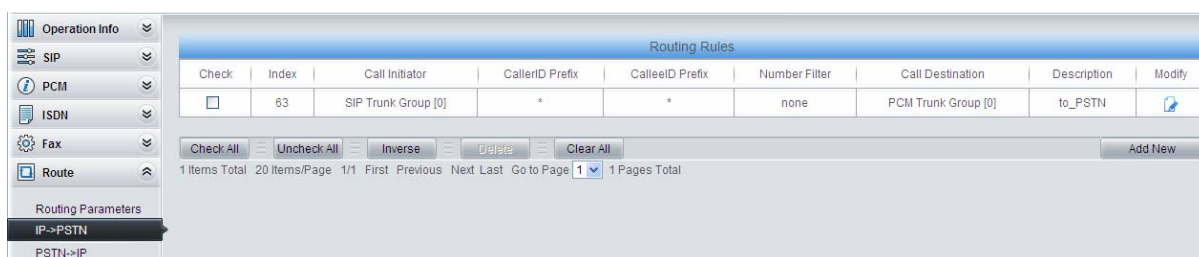 Operation Info
SIP
PCM
ISDN
Fax
Route
Routing Parameters
IP->PSTN
PSTN->IP
Routing Rules
Check Index Call Initiator CallerID Prefix CalleeID Prefix Number Filter Call Destination Description Modify
63 SIP Trunk Group [0] * * none PCM Trunk Group [0] to_PSTN
Check All Uncheck All Inverse Delete Clear All Add New
1 Items Total 20 Items/Page 1/1 First Previous Next Last Go to Page 1 1 Pages Total